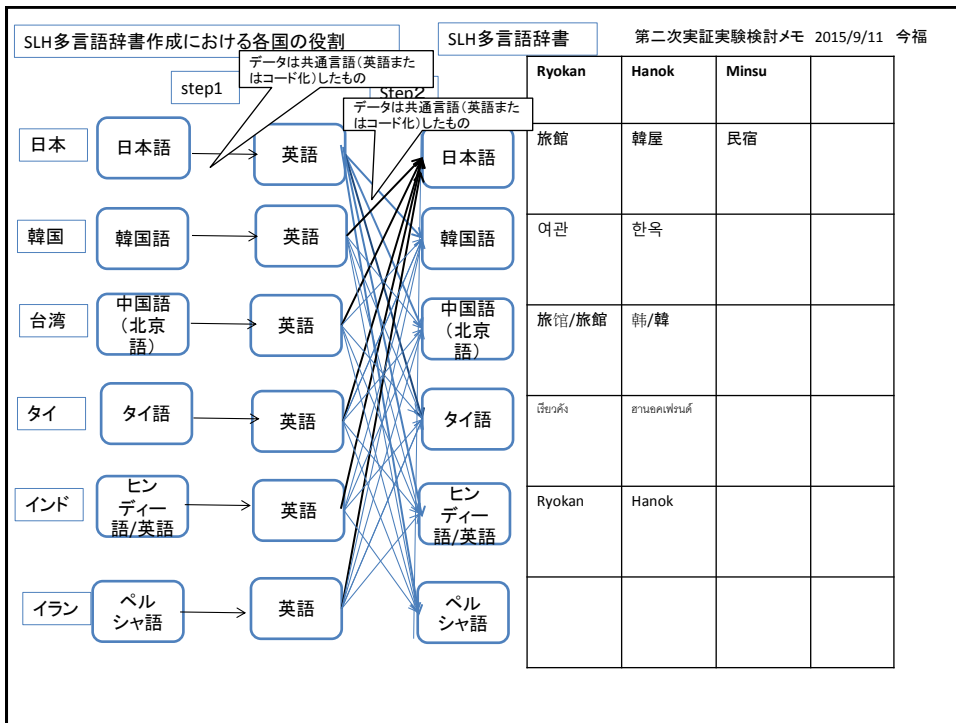 SLH多言語辞書作成における各国の役割
SLH多言語辞書
第二次実証実験検討メモ 2015/9/11 今福
データは共通言語(英語また
はコード化)したもの
step1
Step2
データは共通言語(英語また
はコード化)したもの
Ryokan
Hanok
Minsu
日本
日本語
英語
日本語
旅館
韓屋
民宿
韓国
韓国語
英語
韓国語
여관
한옥
台湾
中国語
(北京
語)
英語
中国語
(北京
語)
旅馆/旅館
韩/韓
タイ
タイ語
英語
タイ語
เรียวคัง
ฮานอคเฟรนด์
インド
ヒン
ディー
語/英語
英語
ヒン
ディー
語/英語
Ryokan
Hanok
イラン
ペル
シャ語
英語
ペル
シャ語